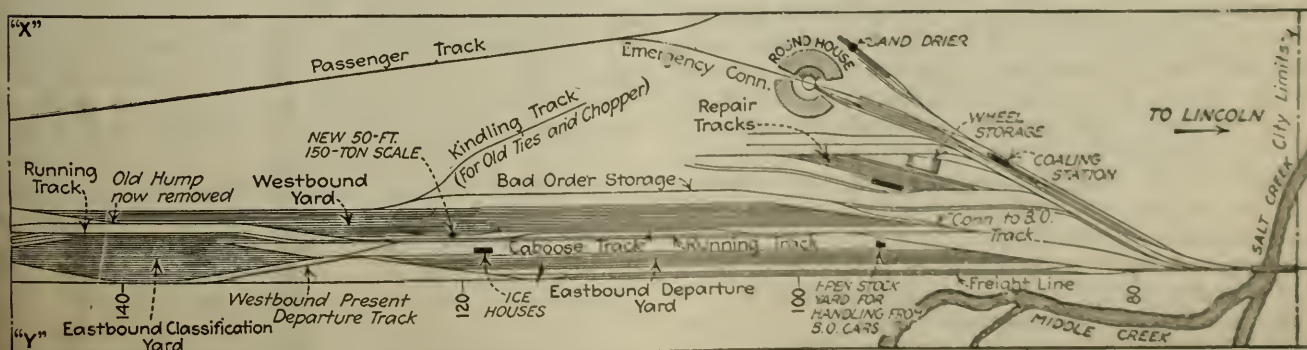 "X"
Passenger Track
Emergency Conn.
ROUND HOUSE
SAND DRIER
Kindling Track
(For Old Ties and Chopper)
NEW 50-FT.
150-TON SCALE
Repair
Tracks
WHEEL
STORAGE
COALING
STATION
TO LINCOLN
SALT CREEK
City Limits
Running
Track
Old Hump
now removed
Westbound
Yard
Bad Order Storage
Conn. to B.O.
Track
Caboose Track
Running Track
140
120
100
80
Westbound Present
Departure Track
ICE
HOUSES
Eastbound Departure
Yard
1-PEN STOCK
YARD FOR
HANDLING FROM
B.O. CARS
Freight Line
MIDDLE CREEK
"Y"
Eastbound Classification
Yard